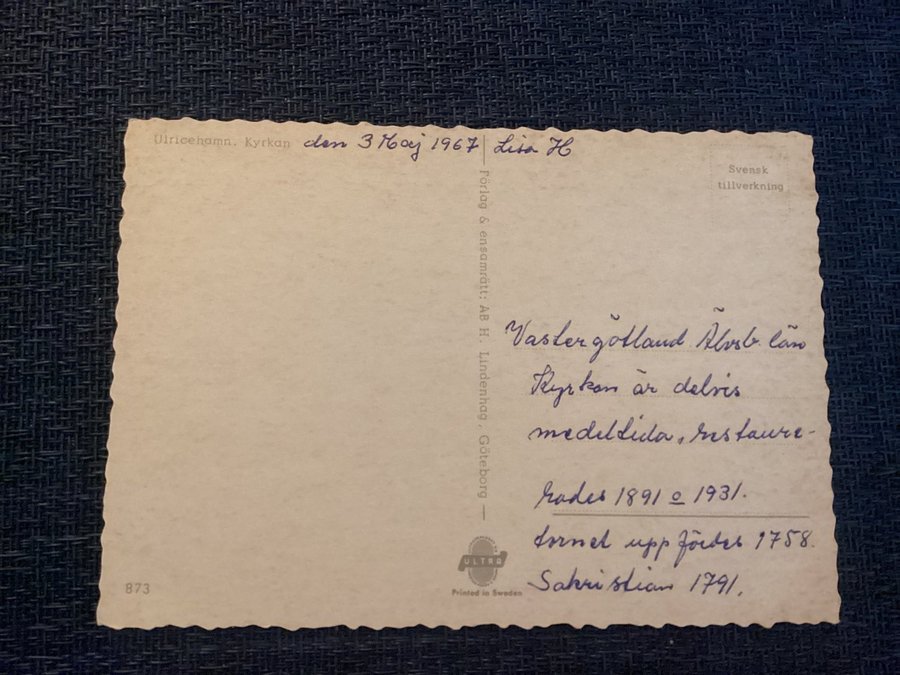 Ulricehamn. Kyrkan den 3 Maj 1967 Lisa H
Svensk
tillverkning
Förlag & ensamrätt: AB H. Lindenhag, Göteborg
Västergötland Älvsb. län
Kyrkan är delvis
medeltida, restaure-
rades 1891 o 1931.
tornet uppfördes 1758.
Sakristian 1791.
873
ULTRA
Printed in Sweden